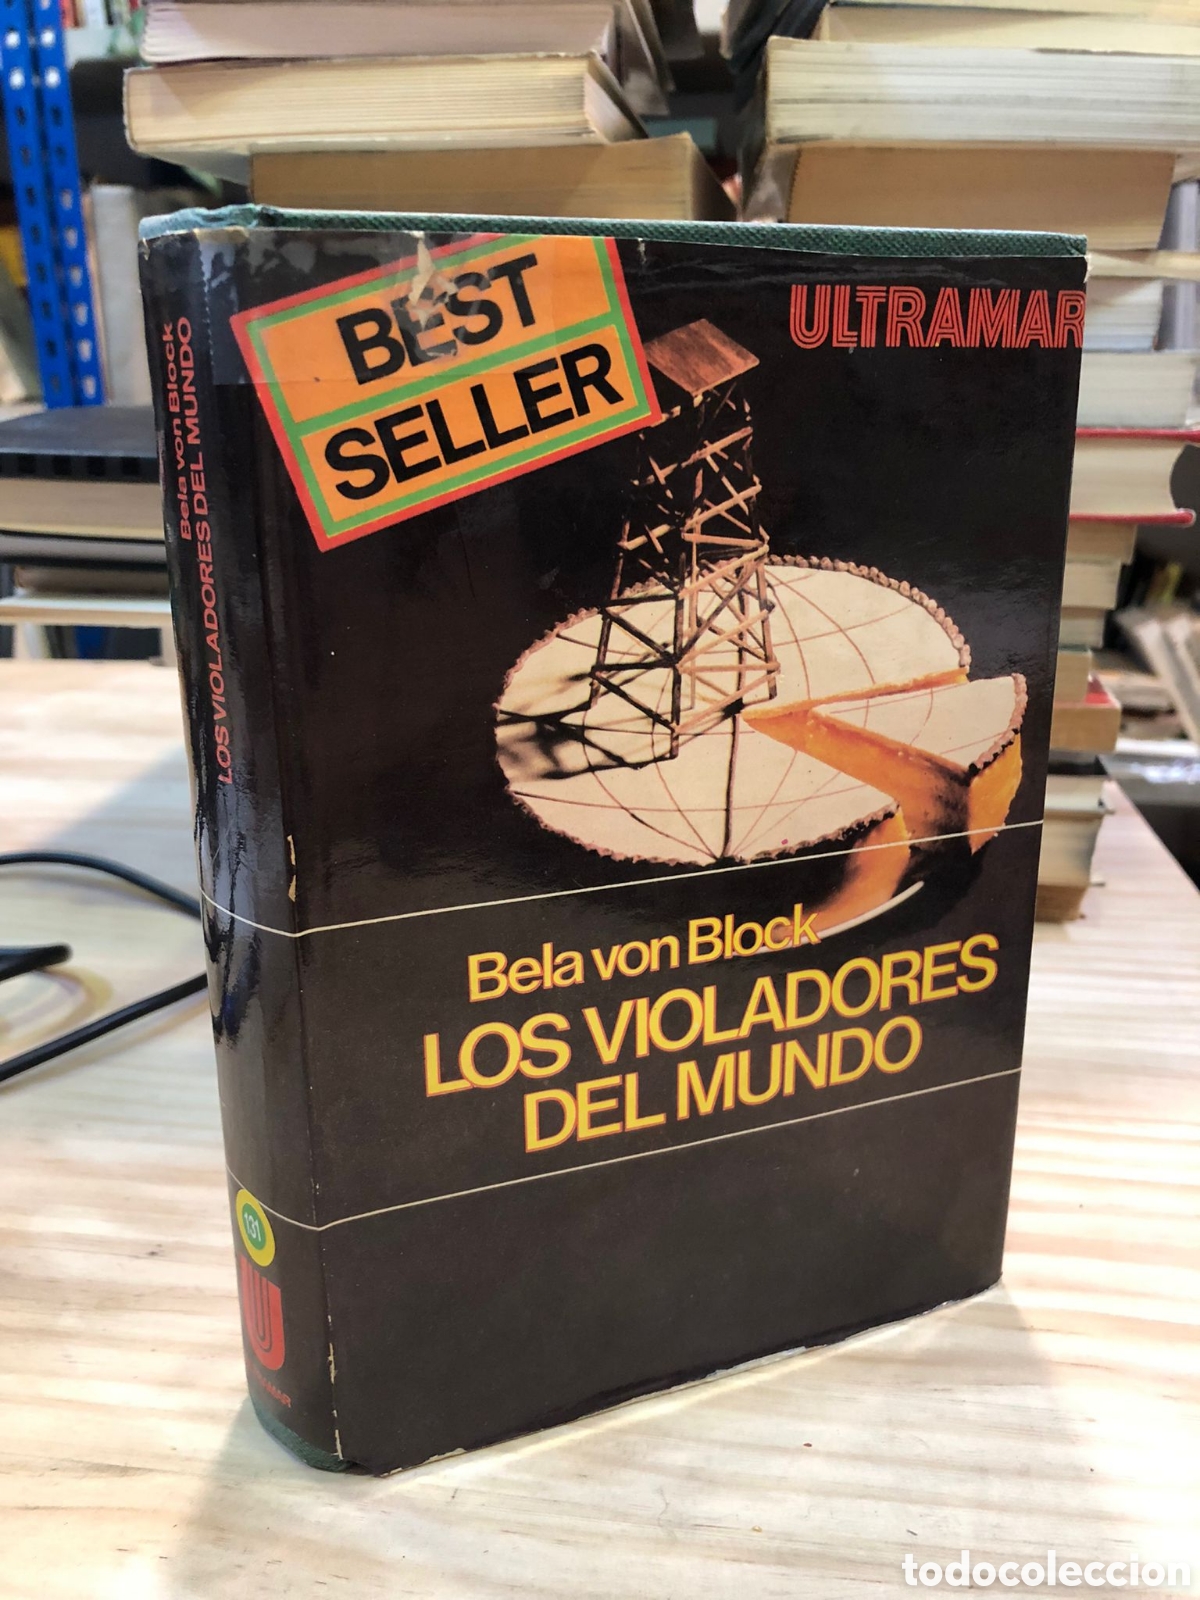 BEST
SELLER
ULTRAMAR
Bela von Block
LOS VIOLADORES
DEL MUNDO
Bela von Block
LOS VIOLADORES DEL MUNDO
131
todocoleccion